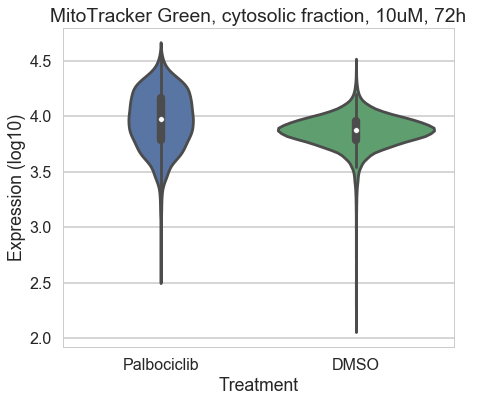 MitoTracker Green, cytosolic fraction, 10uM, 72h
Expression (log10)
4.5
4.0
3.5
3.0
2.5
2.0
Palbociclib DMSO
Treatment